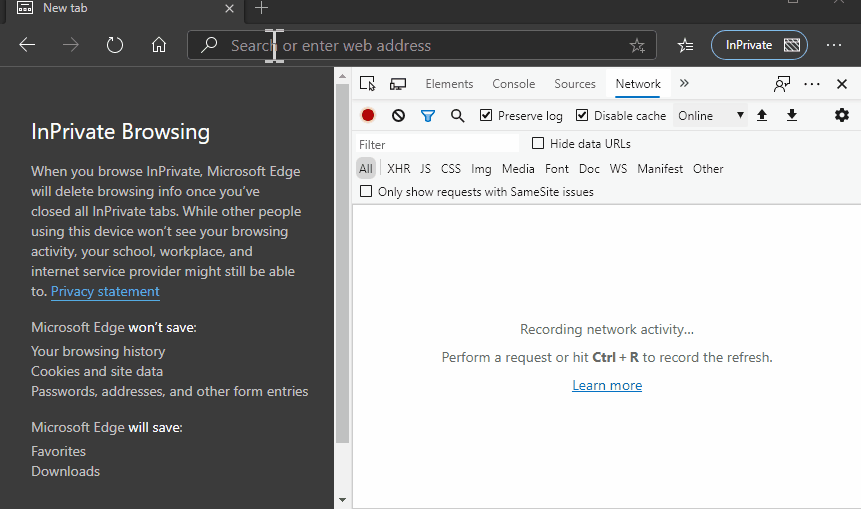 New tab
Search or enter web address
InPrivate
Elements Console Sources Network
Preserve log Disable cache Online
Filter Hide data URLs
All XHR JS CSS Img Media Font Doc WS Manifest Other
Only show requests with SameSite issues
InPrivate Browsing
When you browse InPrivate, Microsoft Edge
will delete browsing info once you've
closed all InPrivate tabs. While other people
using this device won't see your browsing
activity, your school, workplace, and
internet service provider might still be able
to. Privacy statement
Microsoft Edge won't save:
Your browsing history
Cookies and site data
Passwords, addresses, and other form entries
Microsoft Edge will save:
Favorites
Downloads
Recording network activity...
Perform a request or hit Ctrl + R to record the refresh.
Learn more